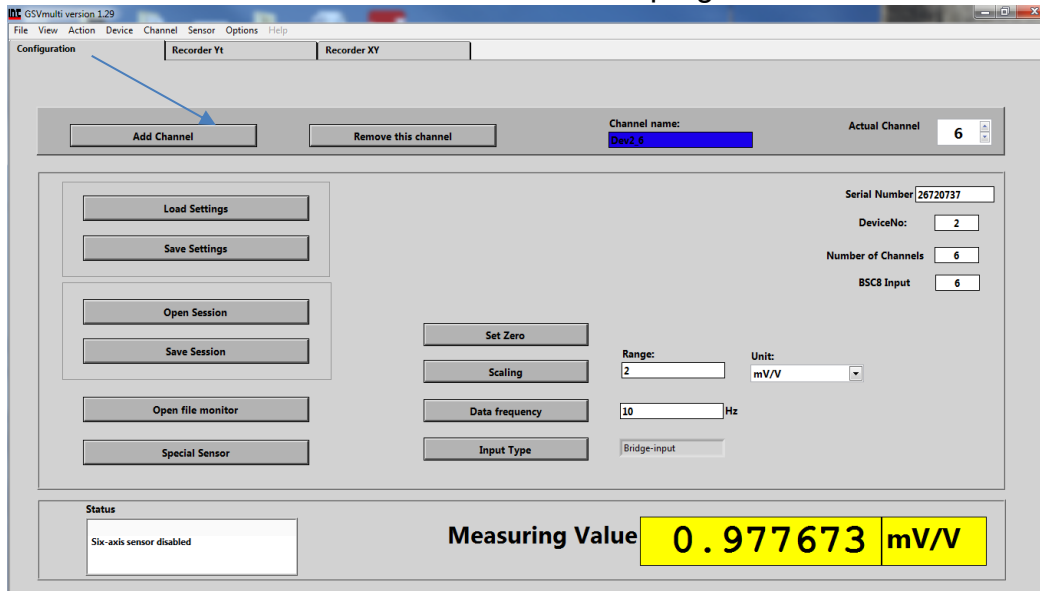 GSVmulti version 1.29
File View Action Device Channel Sensor Options Help
Configuration Recorder Yt Recorder XY
Add Channel Remove this channel
Channel name:
Dev2 6
Actual Channel 6
Load Settings
Save Settings
Serial Number 26720737
DeviceNo: 2
Number of Channels 6
BSC8 Input 6
Open Session
Save Session
Set Zero
Scaling
Range:
2
Unit:
mV/V
Open file monitor
Data frequency 10 Hz
Special Sensor
Input Type Bridge-input
Status
Six-axis sensor disabled
Measuring Value 0.977673 mV/V